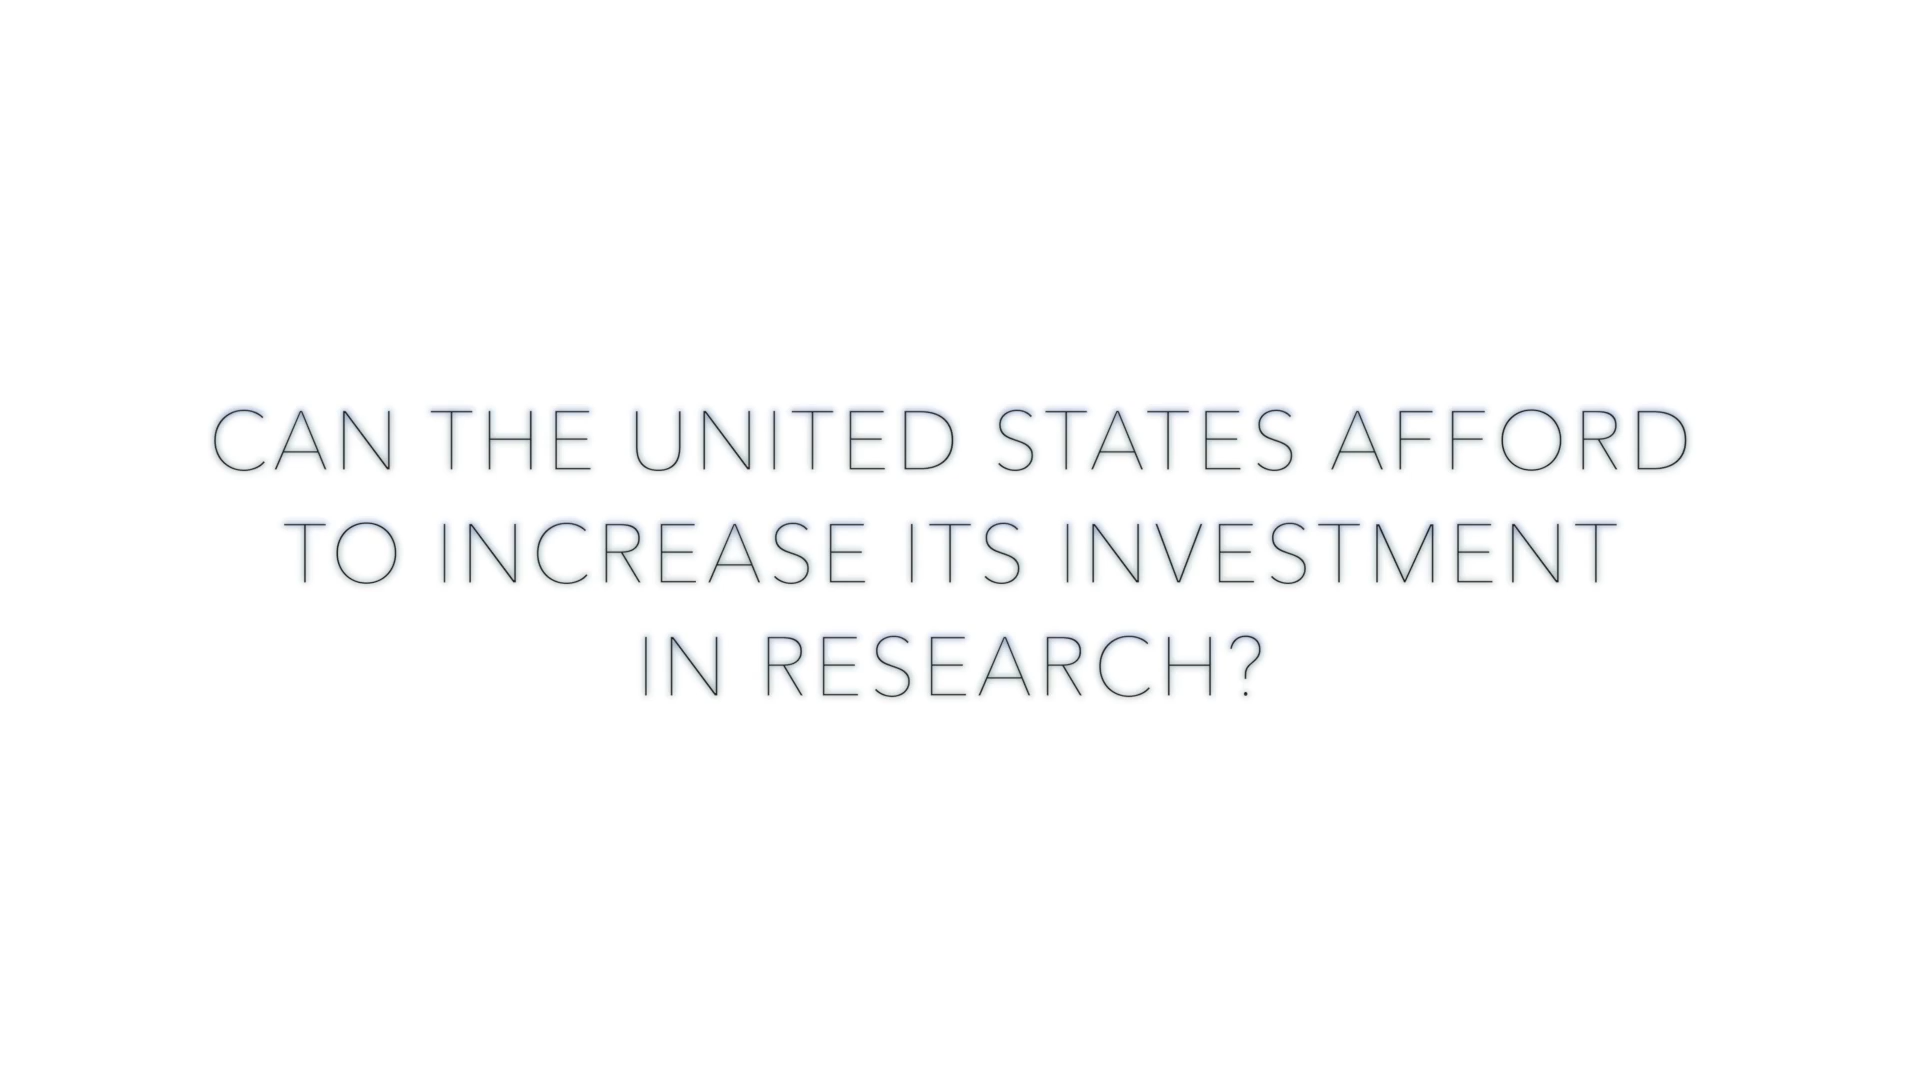 CAN THE UNITED STATES AFFORD
TO INCREASE ITS INVESTMENT
IN RESEARCH?